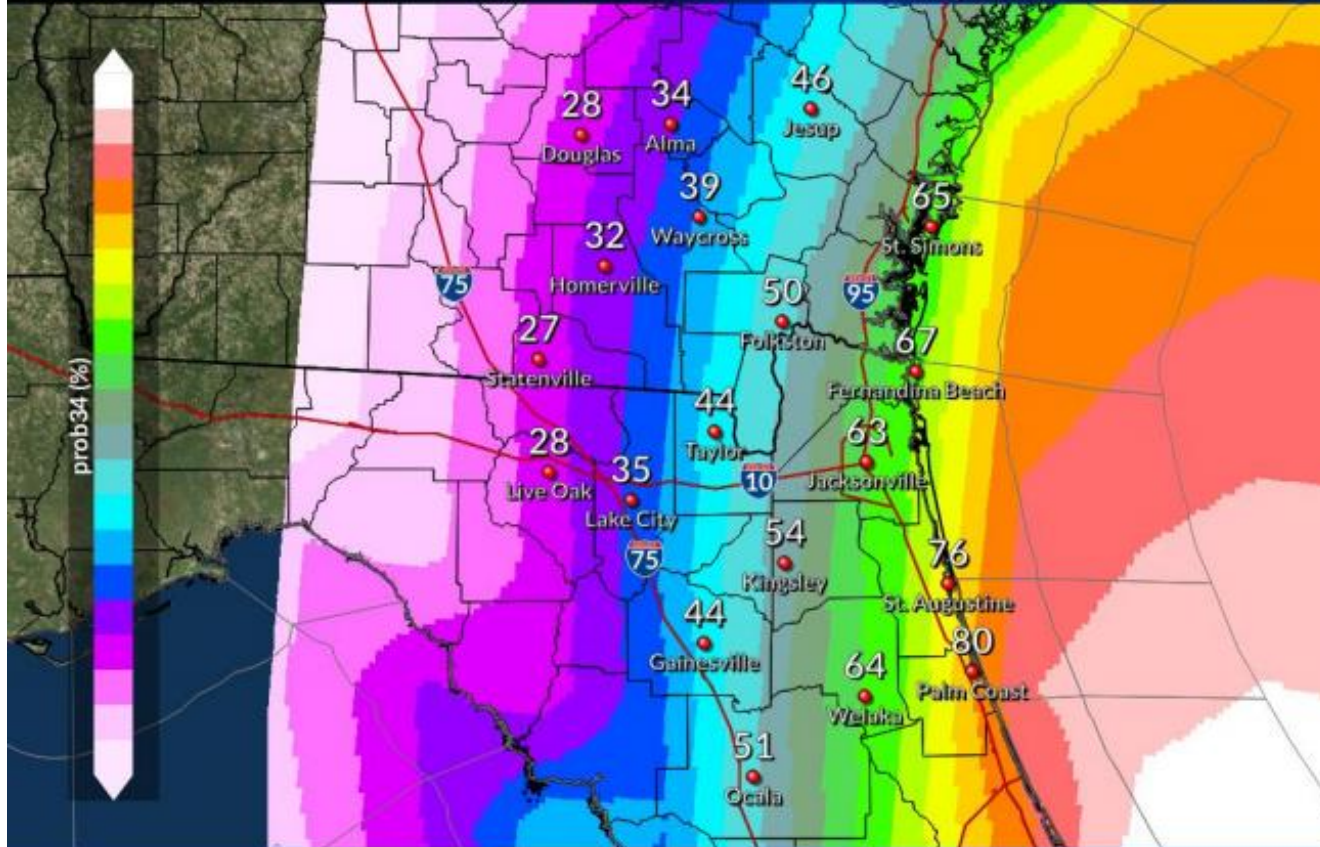 prob34 (%)
28
Douglas
34
Alma
46
Jesup
39
Waycross
65
St. Simons
32
Homerville
75
50
Folkston
95
27
Statenville
67
Fernandina Beach
44
Taylor
63
Jacksonville
28
Live Oak
35
Lake City
10
75
54
Kingsley
76
St. Augustine
44
Gainesville
80
Palm Coast
64
Welaka
51
Ocala